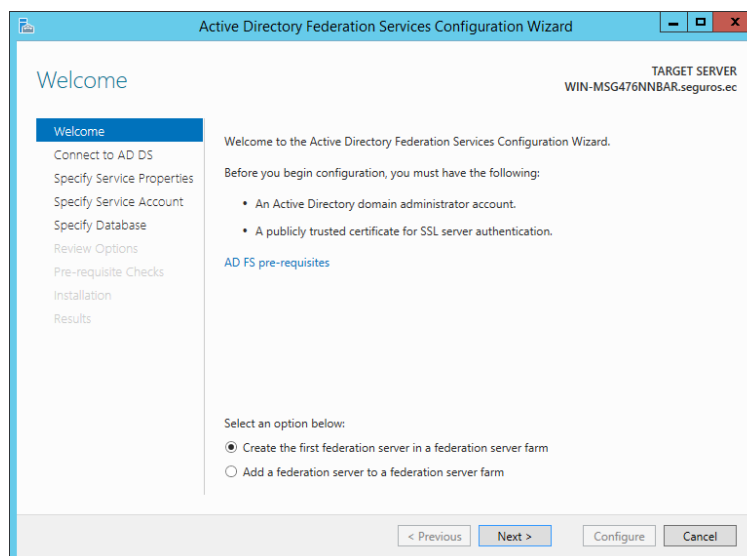 Active Directory Federation Services Configuration Wizard
Welcome
TARGET SERVER
WIN-MSG476NNBAR.seguros.ec
Welcome
Connect to AD DS
Specify Service Properties
Specify Service Account
Specify Database
Review Options
Pre-requisite Checks
Installation
Results
Welcome to the Active Directory Federation Services Configuration Wizard.
Before you begin configuration, you must have the following:
• An Active Directory domain administrator account.
• A publicly trusted certificate for SSL server authentication.
AD FS pre-requisites
Select an option below:
Create the first federation server in a federation server farm
Add a federation server to a federation server farm
< Previous
Next >
Configure
Cancel